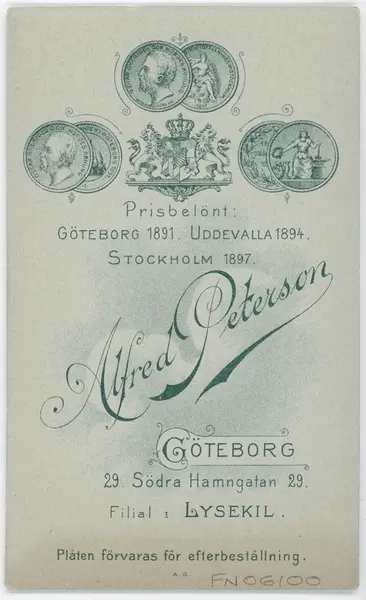 Prisbelönt:
GÖTEBORG 1891. UDDEVALLA 1894.
STOCKHOLM 1897.
Alfred Peterson
GÖTEBORG
29. Södra Hamngatan 29.
Filial i LYSEKIL.
Plåten förvaras för efterbeställning.
A.O.
FN06100